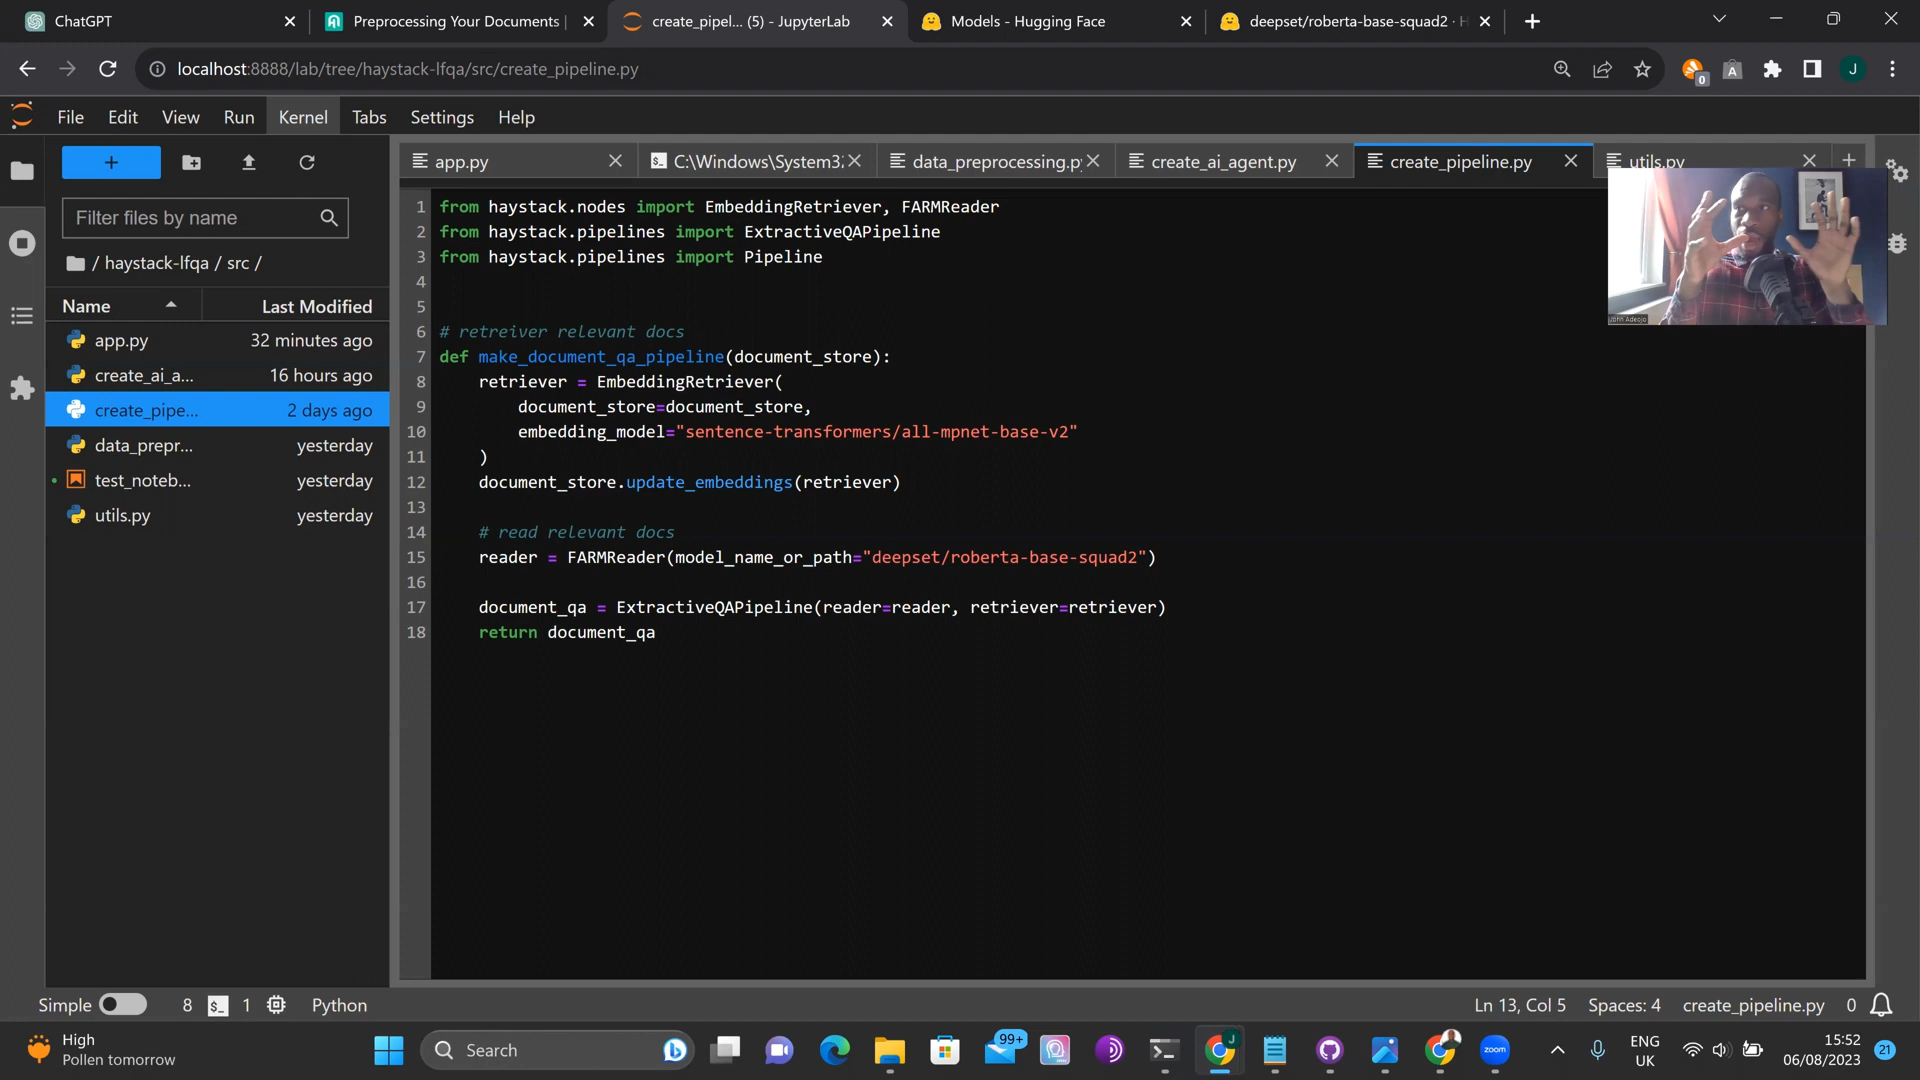 ChatGPT
Preprocessing Your Documents |
create_pipel... (5) - JupyterLab
Models - Hugging Face
deepset/roberta-base-squad2 · H
localhost:8888/lab/tree/haystack-lfqa/src/create_pipeline.py
0
A
J
File Edit View Run Kernel Tabs Settings Help
+
app.py
C:\Windows\System3
data_preprocessing.py
create_ai_agent.py
create_pipeline.py
utils.py
Filter files by name
/ haystack-lfqa / src /
Name Last Modified
app.py 32 minutes ago
create_ai_a... 16 hours ago
create_pipe... 2 days ago
data_prepr... yesterday
test_noteb... yesterday
utils.py yesterday
1 from haystack.nodes import EmbeddingRetriever, FARMReader
2 from haystack.pipelines import ExtractiveQAPipeline
3 from haystack.pipelines import Pipeline
4
5
6 # retreiver relevant docs
7 def make_document_qa_pipeline(document_store):
8 retriever = EmbeddingRetriever(
9 document_store=document_store,
10 embedding_model="sentence-transformers/all-mpnet-base-v2"
11 )
12 document_store.update_embeddings(retriever)
13
14 # read relevant docs
15 reader = FARMReader(model_name_or_path="deepset/roberta-base-squad2")
16
17 document_qa = ExtractiveQAPipeline(reader=reader, retriever=retriever)
18 return document_qa
John Adeojo
Simple 8 $_ 1 Python
Ln 13, Col 5 Spaces: 4 create_pipeline.py 0
High
Pollen tomorrow
Search
99+
J
zoom
ENG
UK
15:52
06/08/2023
21